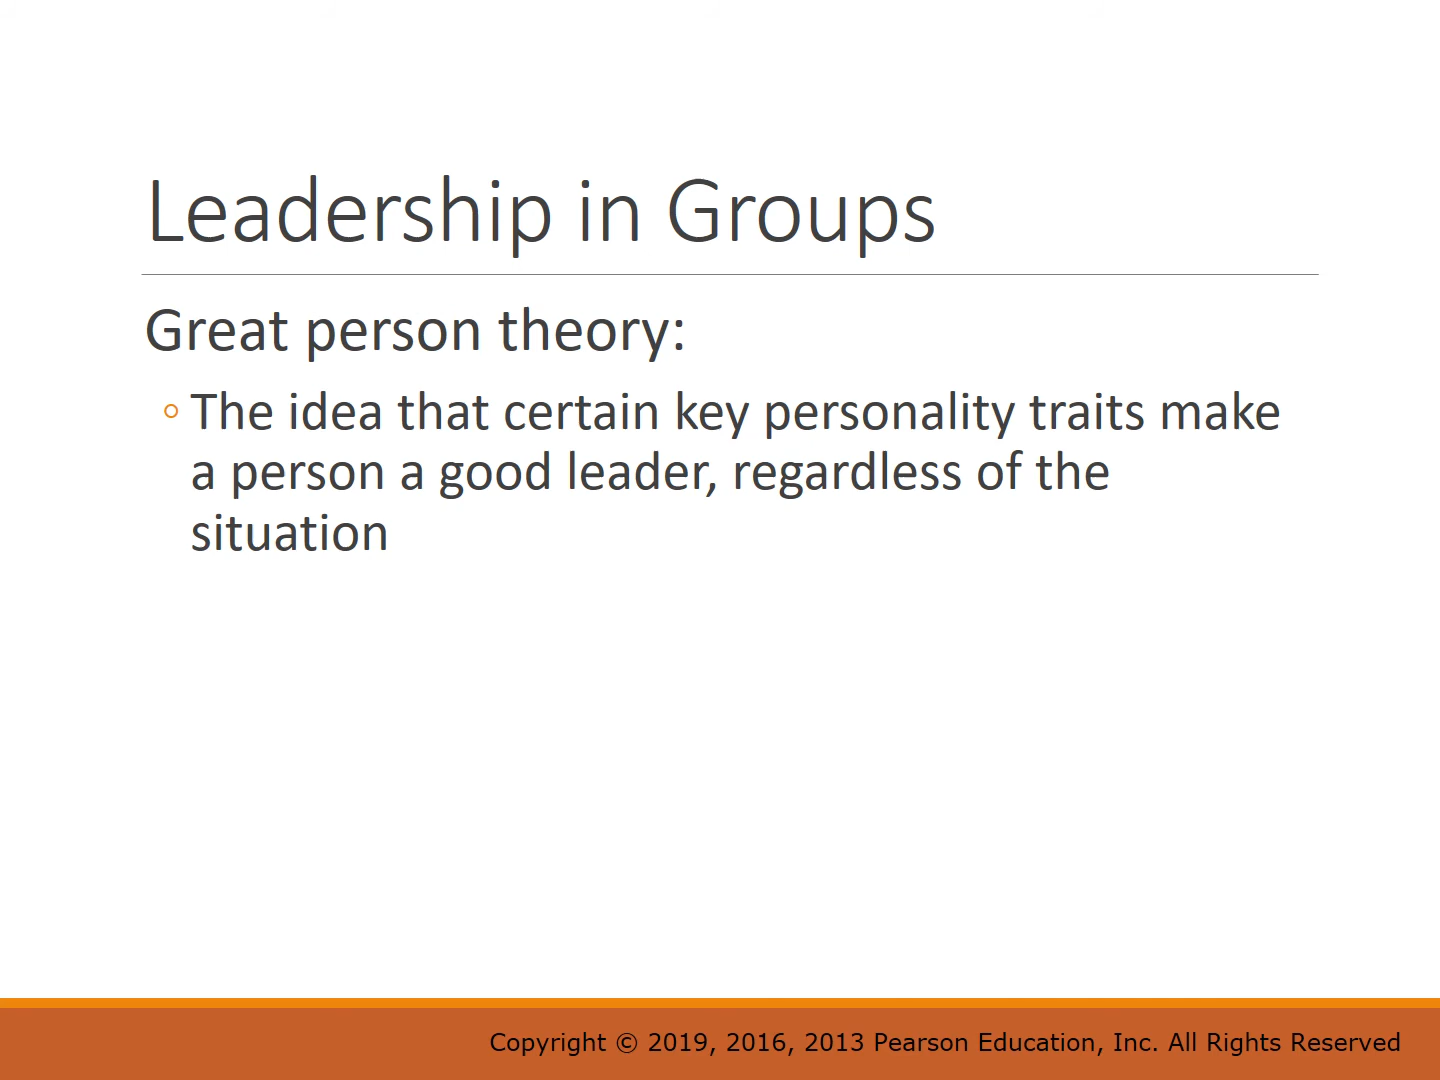 Leadership in Groups
Great person theory:
◦ The idea that certain key personality traits make
a person a good leader, regardless of the
situation
Copyright © 2019, 2016, 2013 Pearson Education, Inc. All Rights Reserved